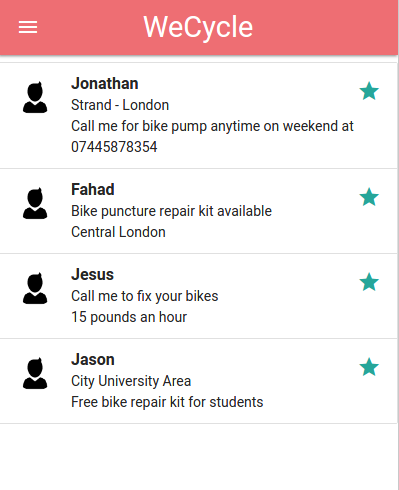 WeCycle
Jonathan
Strand - London
Call me for bike pump anytime on weekend at
07445878354
Fahad
Bike puncture repair kit available
Central London
Jesus
Call me to fix your bikes
15 pounds an hour
Jason
City University Area
Free bike repair kit for students